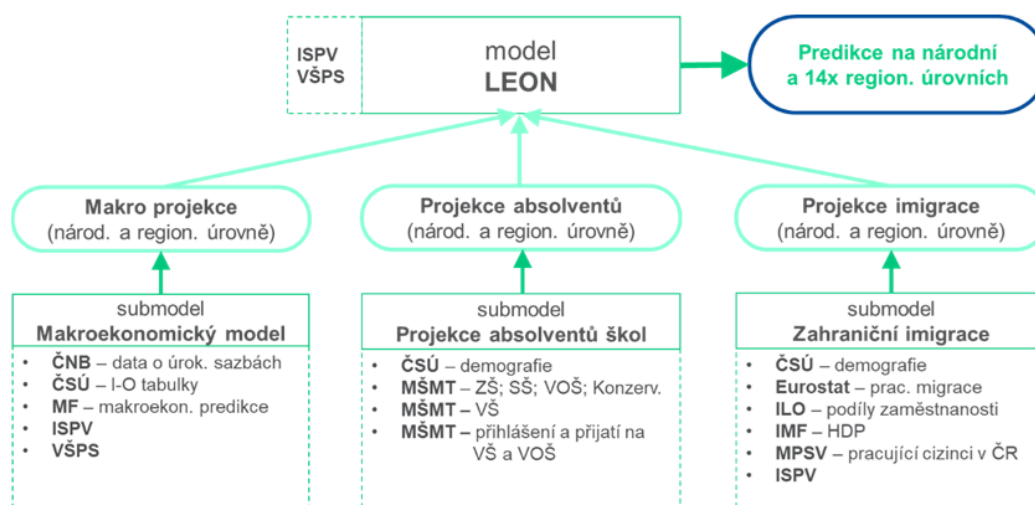 ISPV
VŠPS
model
LEON
Predikce na národní
a 14x region. úrovních
Makro projekce
(národ. a region. úrovně)
Projekce absolventů
(národ. a region. úrovně)
Projekce imigrace
(národ. a region. úrovně)
submodel
Makroekonomický model
• ČNB – data o úrok. sazbách
• ČSÚ – I-O tabulky
• MF – makroekon. predikce
• ISPV
• VŠPS
submodel
Projekce absolventů škol
• ČSÚ – demografie
• MŠMT – ZŠ; SŠ; VOŠ; Konzerv.
• MŠMT – VŠ
• MŠMT – přihlášení a přijatí na
VŠ a VOŠ
submodel
Zahraniční imigrace
• ČSÚ – demografie
• Eurostat – prac. migrace
• ILO – podíly zaměstnanosti
• IMF – HDP
• MPSV – pracující cizinci v ČR
• ISPV